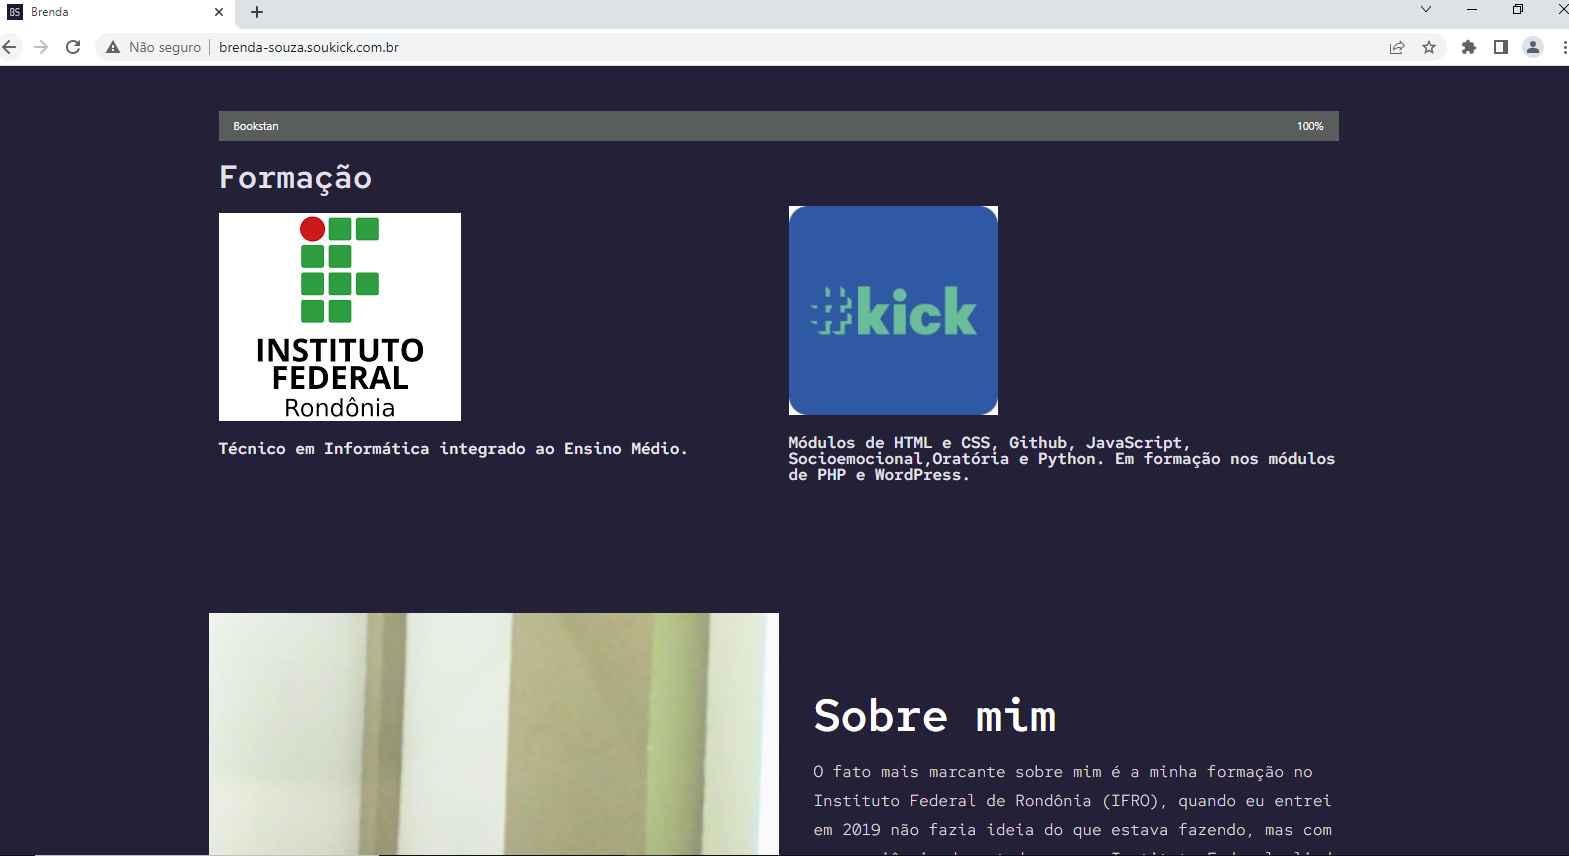 BS Brenda
Não seguro brenda-souza.soukick.com.br
Bookstan 100%
Formação
INSTITUTO
FEDERAL
Rondônia
#kick
Técnico em Informática integrado ao Ensino Médio.
Módulos de HTML e CSS, Github, JavaScript,
Socioemocional,Oratória e Python. Em formação nos módulos
de PHP e WordPress.
Sobre mim
O fato mais marcante sobre mim é a minha formação no
Instituto Federal de Rondônia (IFRO), quando eu entrei
em 2019 não fazia ideia do que estava fazendo, mas com